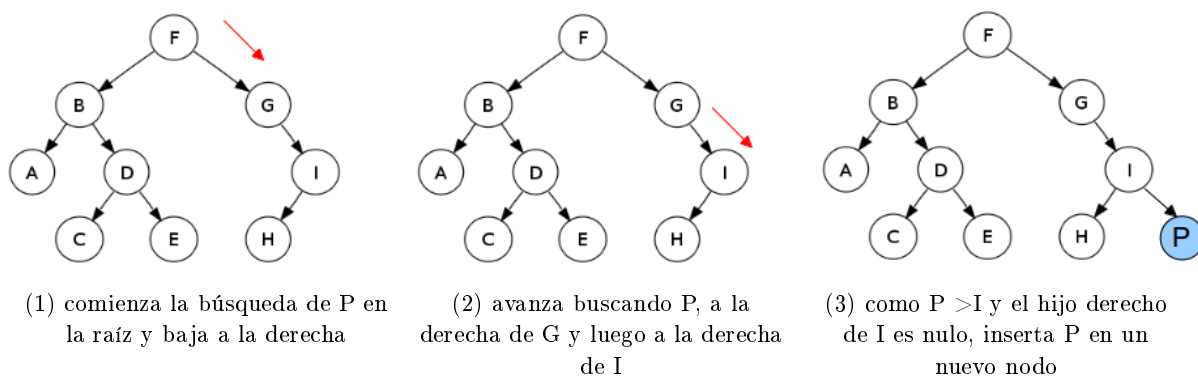 F
B
G
A
D
I
C
E
H
F
B
G
A
D
I
C
E
H
F
B
G
A
D
I
C
E
H
P
(1) comienza la búsqueda de P en
la raíz y baja a la derecha
(2) avanza buscando P, a la
derecha de G y luego a la derecha
de I
(3) como P >I y el hijo derecho
de I es nulo, inserta P en un
nuevo nodo